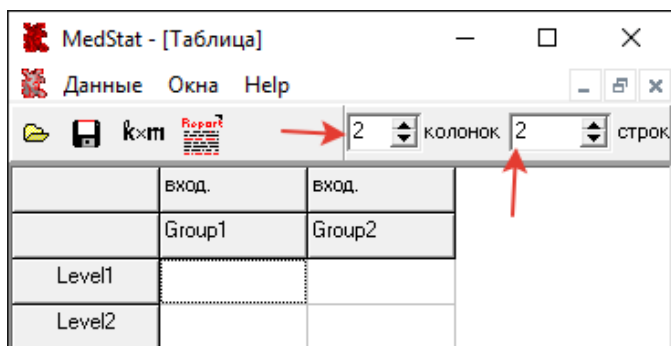 MedStat - [Таблица]
Данные Окна Help
k×m Report 2 колонок 2 строк
вход. вход.
Group1 Group2
Level1
Level2